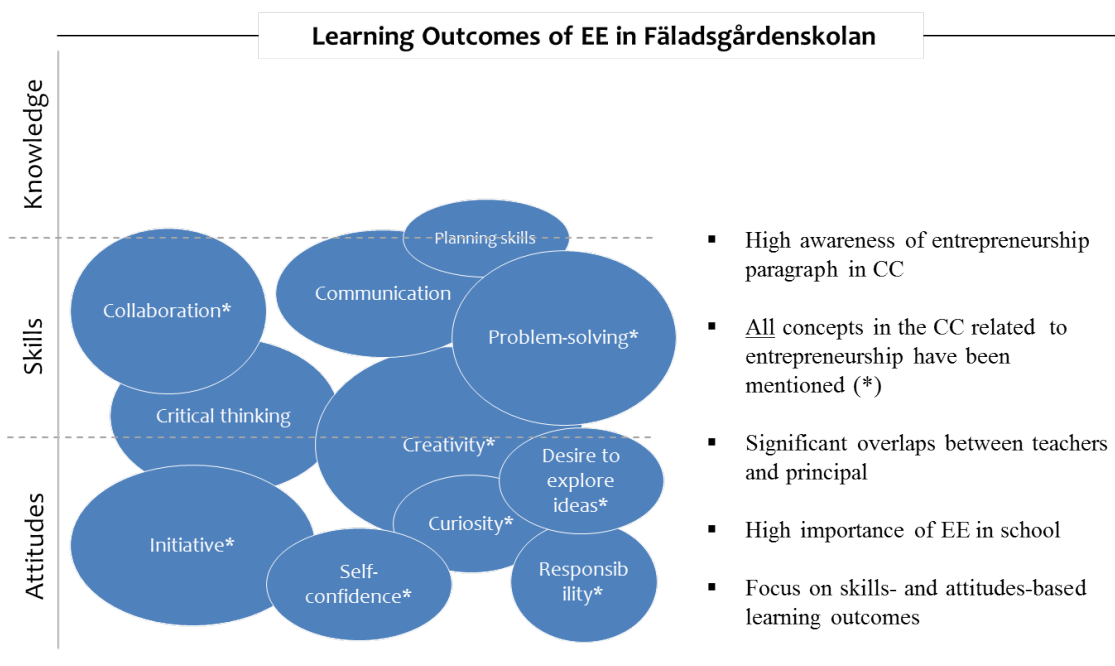 Learning Outcomes of EE in Fäladsgårdenskolan
Knowledge
Skills
Attitudes
Planning skills
Communication
Collaboration*
Problem-solving*
Critical thinking
Creativity*
Desire to
explore
ideas*
Curiosity*
Initiative*
Self-
confidence*
Responsib
ility*
▪ High awareness of entrepreneurship
paragraph in CC
▪ All concepts in the CC related to
entrepreneurship have been
mentioned (*)
▪ Significant overlaps between teachers
and principal
▪ High importance of EE in school
▪ Focus on skills- and attitudes-based
learning outcomes